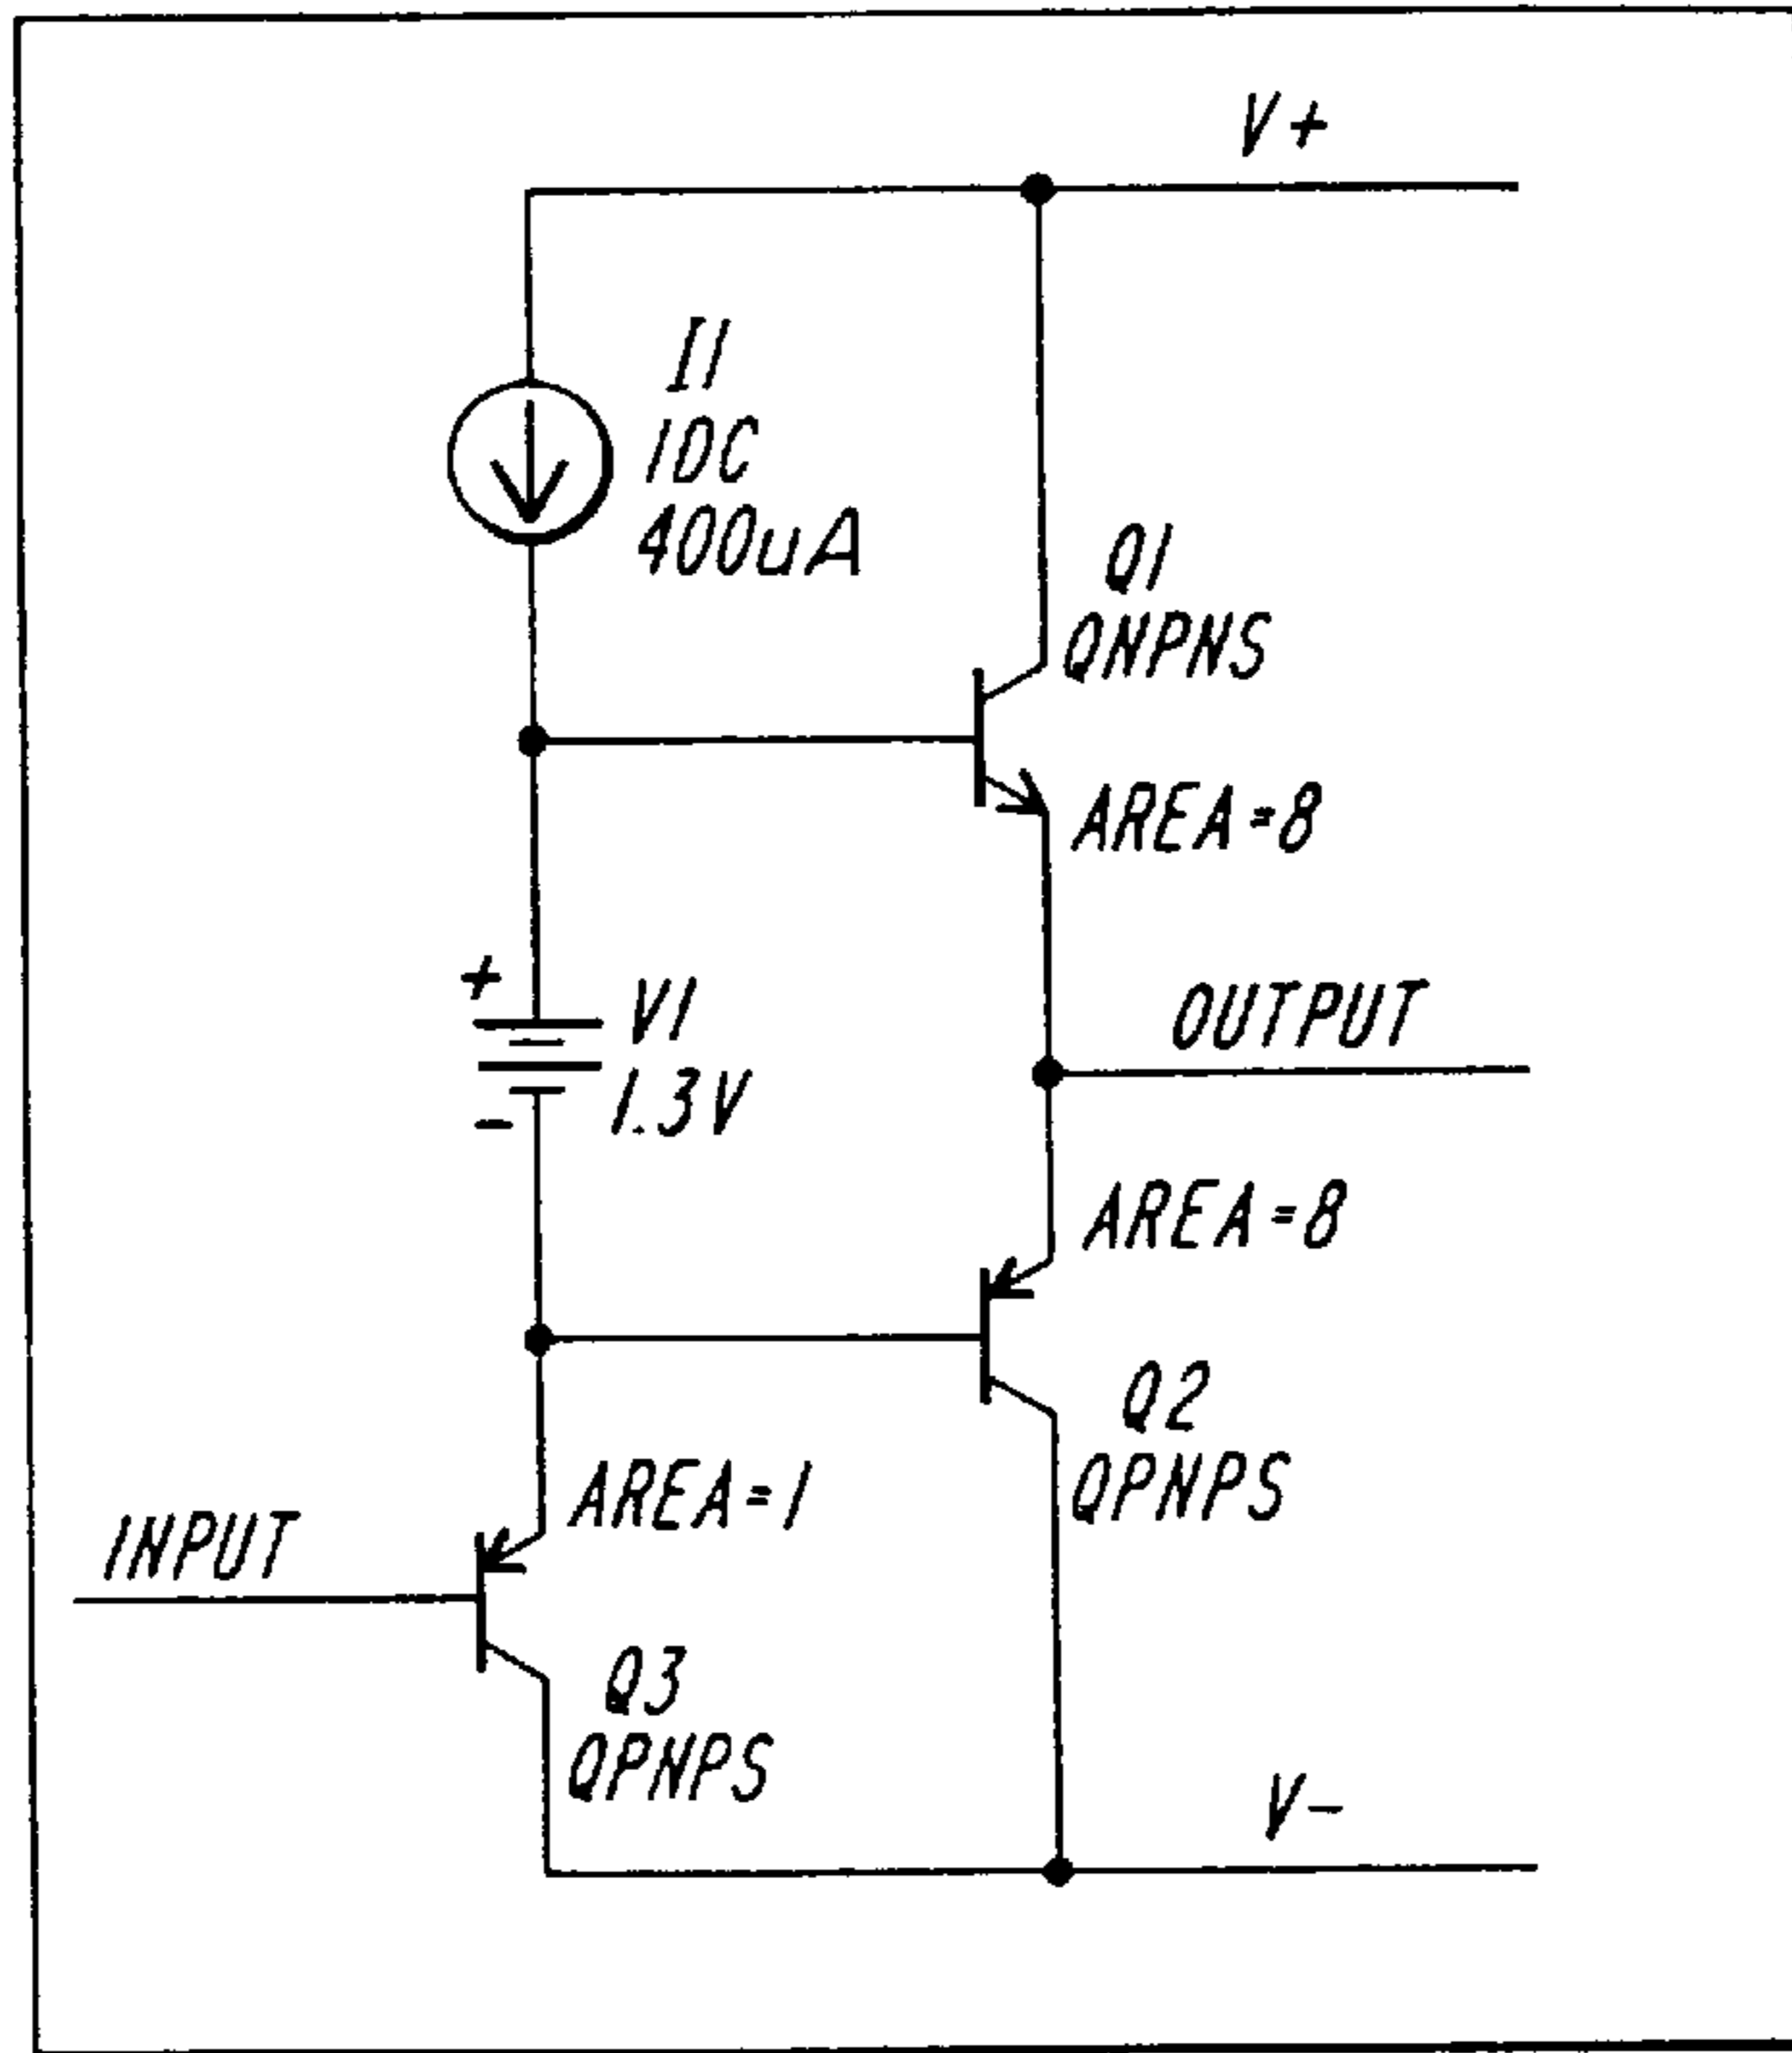 V+
I1
IDC
400uA
Q1
QNPNS
AREA=8
+
V1
1.3V
-
OUTPUT
AREA=8
Q2
QPNPS
AREA=1
INPUT
Q3
QPNPS
V-